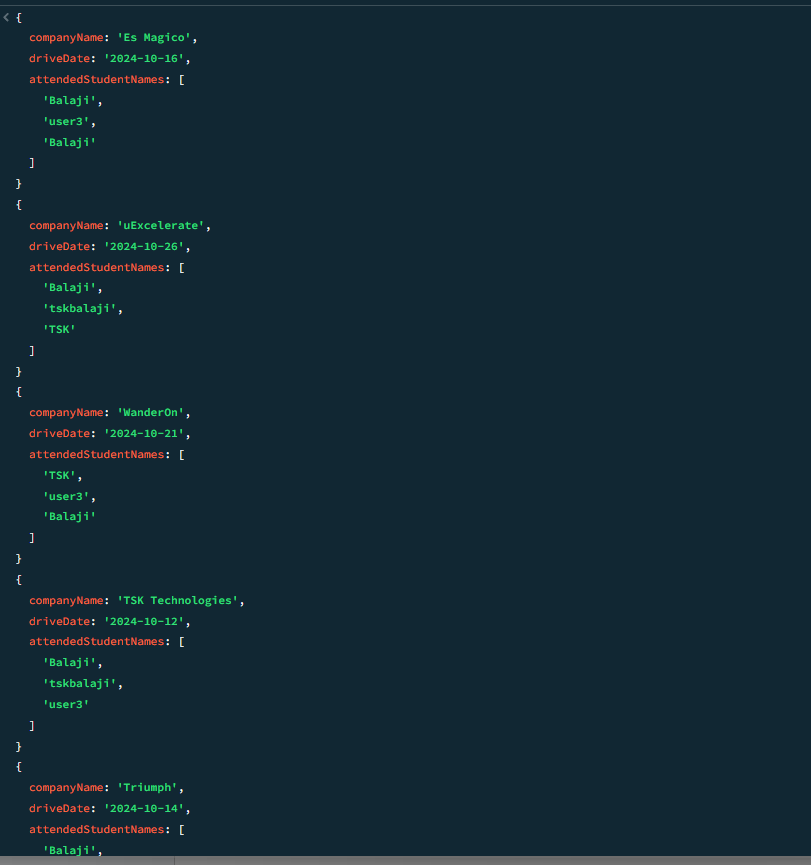 {
companyName: 'Es Magico',
driveDate: '2024-10-16',
attendedStudentNames: [
'Balaji',
'user3',
'Balaji'
]
}
{
companyName: 'uExcelerate',
driveDate: '2024-10-26',
attendedStudentNames: [
'Balaji',
'tskbalaji',
'TSK'
]
}
{
companyName: 'WanderOn',
driveDate: '2024-10-21',
attendedStudentNames: [
'TSK',
'user3',
'Balaji'
]
}
{
companyName: 'TSK Technologies',
driveDate: '2024-10-12',
attendedStudentNames: [
'Balaji',
'tskbalaji',
'user3'
]
}
{
companyName: 'Triumph',
driveDate: '2024-10-14',
attendedStudentNames: [
'Balaji',